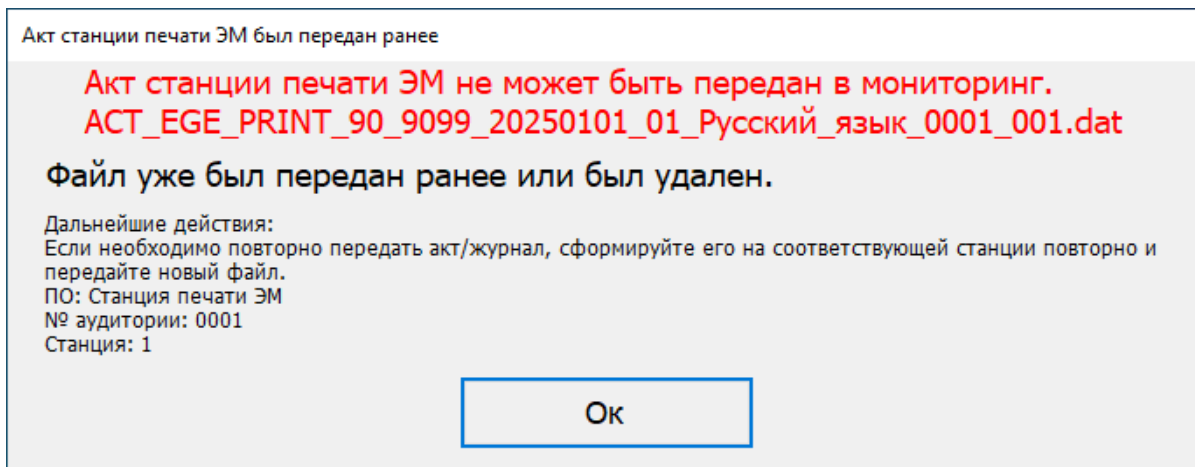 Акт станции печати ЭМ был передан ранее
Акт станции печати ЭМ не может быть передан в мониторинг.
ACT_EGE_PRINT_90_9099_20250101_01_Русский_язык_0001_001.dat
Файл уже был передан ранее или был удален.
Дальнейшие действия:
Если необходимо повторно передать акт/журнал, сформируйте его на соответствующей станции повторно и
передайте новый файл.
ПО: Станция печати ЭМ
№ аудитории: 0001
Станция: 1
Ок